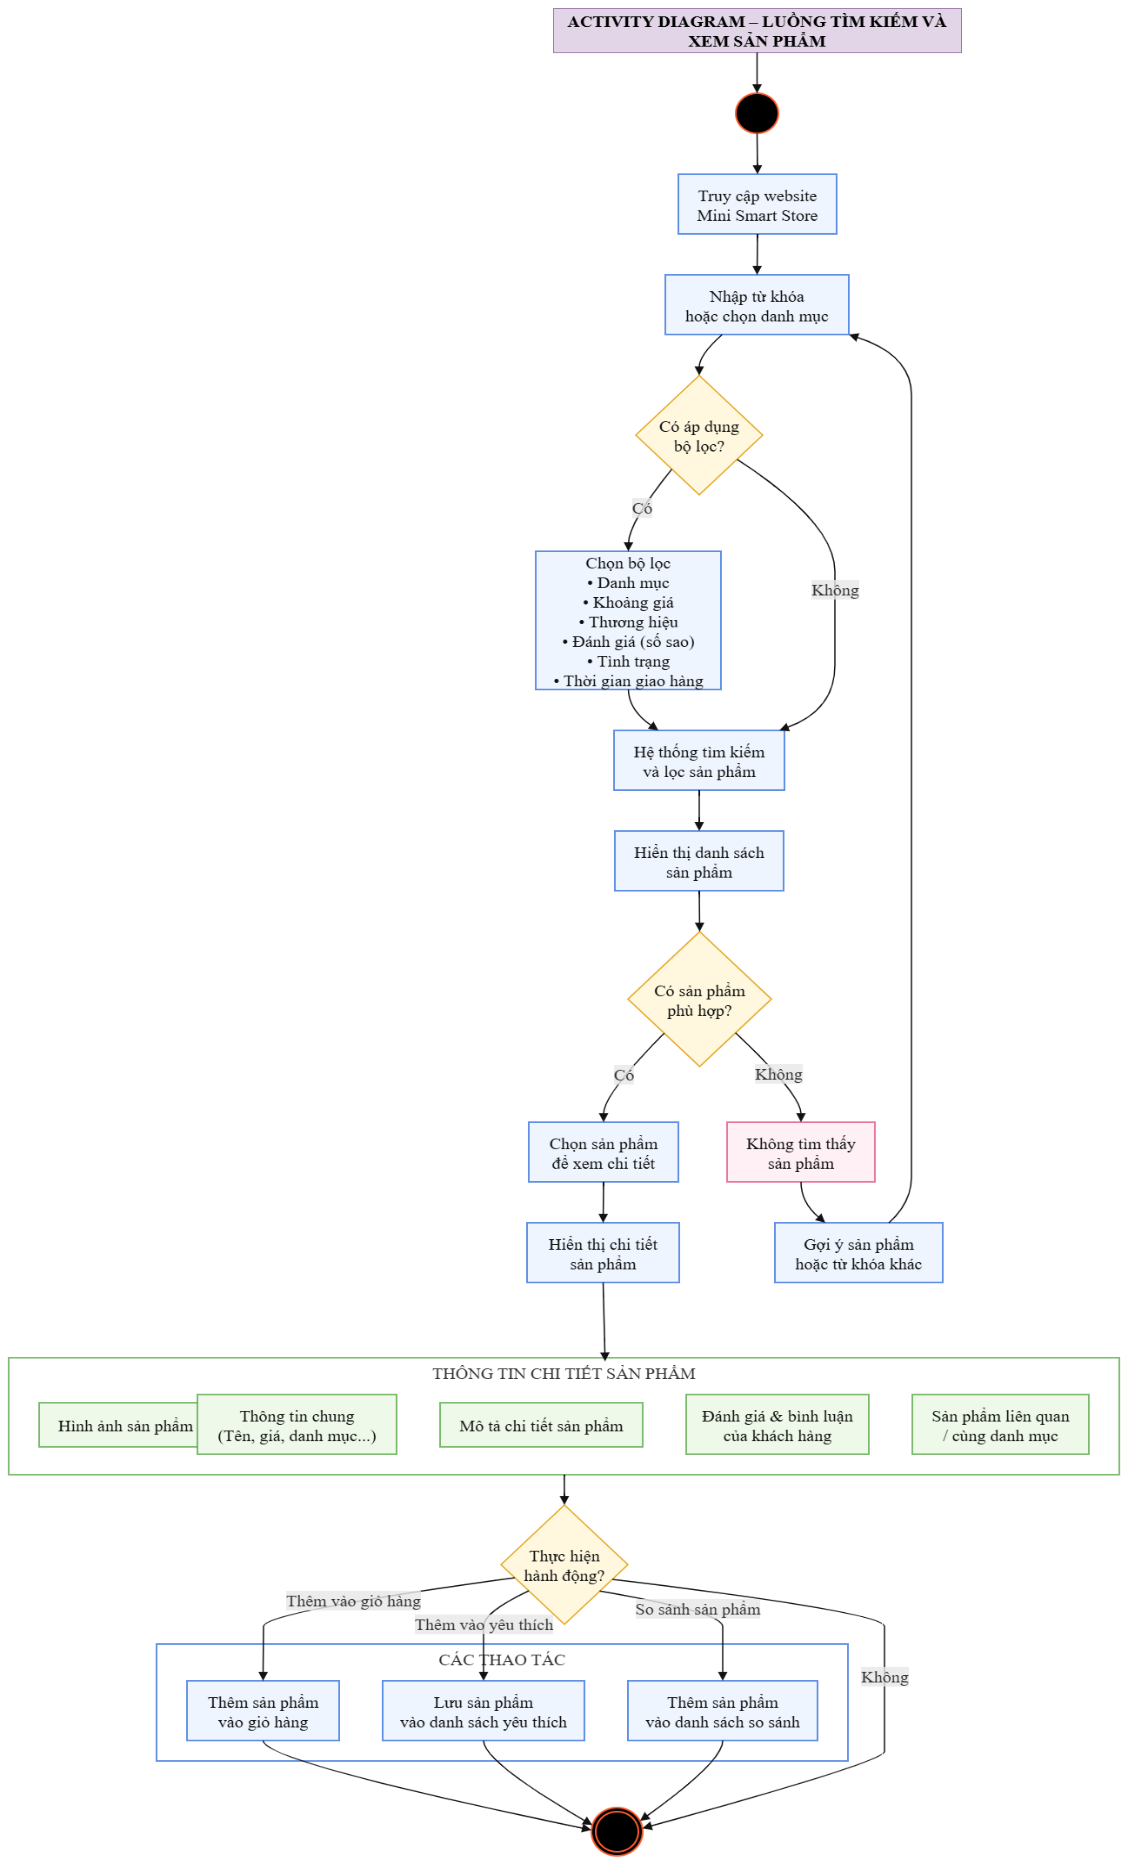 ACTIVITY DIAGRAM – LUỒNG TÌM KIẾM VÀ
XEM SẢN PHẨM
Truy cập website
Mini Smart Store
Nhập từ khóa
hoặc chọn danh mục
Có áp dụng
bộ lọc?
Có
Chọn bộ lọc
• Danh mục
• Khoảng giá
• Thương hiệu
• Đánh giá (số sao)
• Tình trạng
• Thời gian giao hàng
Không
Hệ thống tìm kiếm
và lọc sản phẩm
Hiển thị danh sách
sản phẩm
Có sản phẩm
phù hợp?
Có
Không
Chọn sản phẩm
để xem chi tiết
Không tìm thấy
sản phẩm
Hiển thị chi tiết
sản phẩm
Gợi ý sản phẩm
hoặc từ khóa khác
THÔNG TIN CHI TIẾT SẢN PHẨM
Hình ảnh sản phẩm
Thông tin chung
(Tên, giá, danh mục...)
Mô tả chi tiết sản phẩm
Đánh giá & bình luận
của khách hàng
Sản phẩm liên quan
/ cùng danh mục
Thực hiện
hành động?
Thêm vào giỏ hàng
Thêm vào yêu thích
So sánh sản phẩm
Không
CÁC THAO TÁC
Thêm sản phẩm
vào giỏ hàng
Lưu sản phẩm
vào danh sách yêu thích
Thêm sản phẩm
vào danh sách so sánh